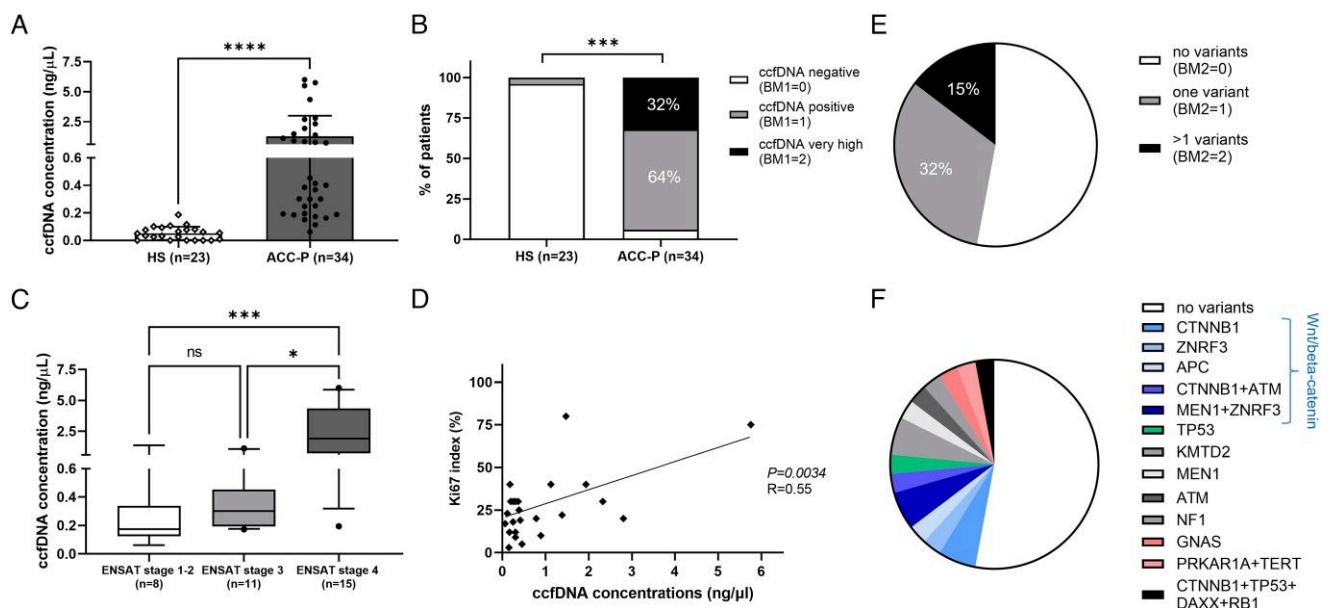 A
ccfDNA concentration (ng/μL)
7.5
5.0
2.5
0.6
0.4
0.2
0.0
****
HS (n=23)
ACC-P (n=34)
B
% of patients
100
75
50
25
0
***
32%
64%
HS (n=23)
ACC-P (n=34)
ccfDNA negative
(BM1=0)
ccfDNA positive
(BM1=1)
ccfDNA very high
(BM1=2)
E
15%
32%
no variants
(BM2=0)
one variant
(BM2=1)
>1 variants
(BM2=2)
C
ccfDNA concentration (ng/μL)
7.5
5.0
2.5
0.6
0.4
0.2
0.0
***
ns
*
ENSAT stage 1-2
(n=8)
ENSAT stage 3
(n=11)
ENSAT stage 4
(n=15)
D
Ki67 index (%)
100
75
50
25
0
0
1
2
3
4
5
6
ccfDNA concentrations (ng/μl)
P=0.0034
R=0.55
F
no variants
CTNNB1
ZNRF3
APC
CTNNB1+ATM
MEN1+ZNRF3
TP53
KMTD2
MEN1
ATM
NF1
GNAS
PRKAR1A+TERT
CTNNB1+TP53+
DAXX+RB1
Wnt/beta-catenin